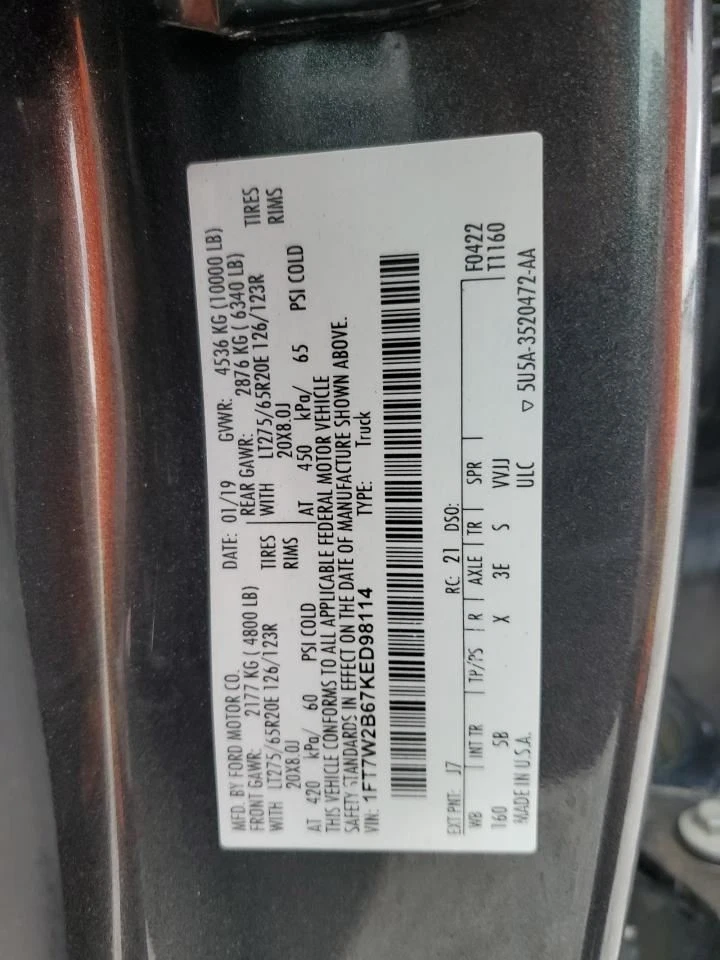 MFD. BY FORD MOTOR CO.
DATE: 01/19
GVWR: 4536 KG (10000 LB)
FRONT GAWR: 2177 KG ( 4800 LB)
REAR GAWR: 2876 KG ( 6340 LB)
WITH LT275/65R20E 126/123R TIRES
WITH LT275/65R20E 126/123R TIRES
20X8.0J RIMS
20X8.0J RIMS
AT 420 kPa/ 60 PSI COLD
AT 450 kPa/ 65 PSI COLD
THIS VEHICLE CONFORMS TO ALL APPLICABLE FEDERAL MOTOR VEHICLE
SAFETY STANDARDS IN EFFECT ON THE DATE OF MANUFACTURE SHOWN ABOVE.
VIN: 1FT7W2B67KED98114
TYPE: Truck
EXT PNT: J7 RC: 21 DSO:
WB INT TR TP/PS R AXLE TR SPR F0422
160 5B X 3E S VVJJ T1160
MADE IN U.S.A. ULC ▽ 5U5A-3520472-AA